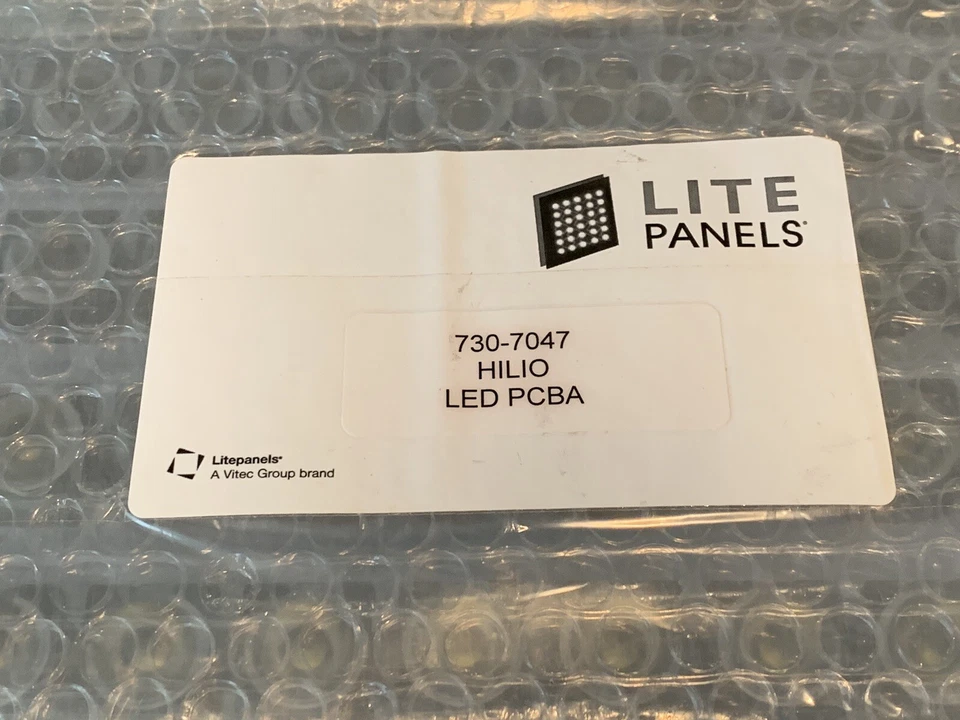 LITE
PANELS®
730-7047
HILIO
LED PCBA
Litepanels®
A Vitec Group brand